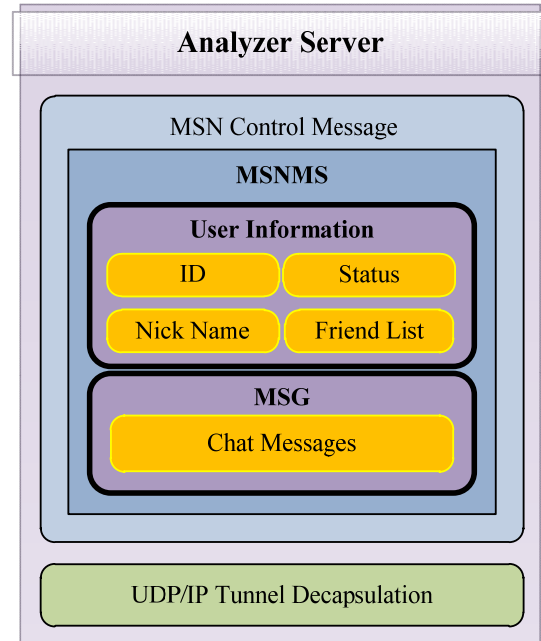 Analyzer Server
MSN Control Message
MSNMS
User Information
ID
Status
Nick Name
Friend List
MSG
Chat Messages
UDP/IP Tunnel Decapsulation